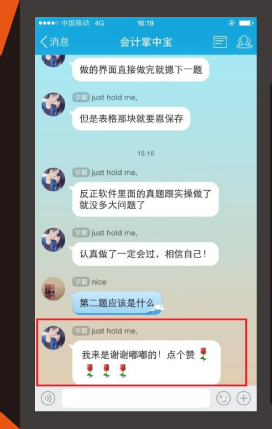 中国移动 4G 16:19
消息 会计掌中宝
做的界面直接做完就摁下一题
学霸 just hold me,
但是表格那块就要摁保存
15:16
学霸 just hold me,
反正软件里面的真题跟实操做了
就没多大问题了
学霸 just hold me,
认真做了一定会过，相信自己！
学霸 nice
第二题应该是什么
学霸 just hold me,
我来是谢谢嘟嘟的！点个赞